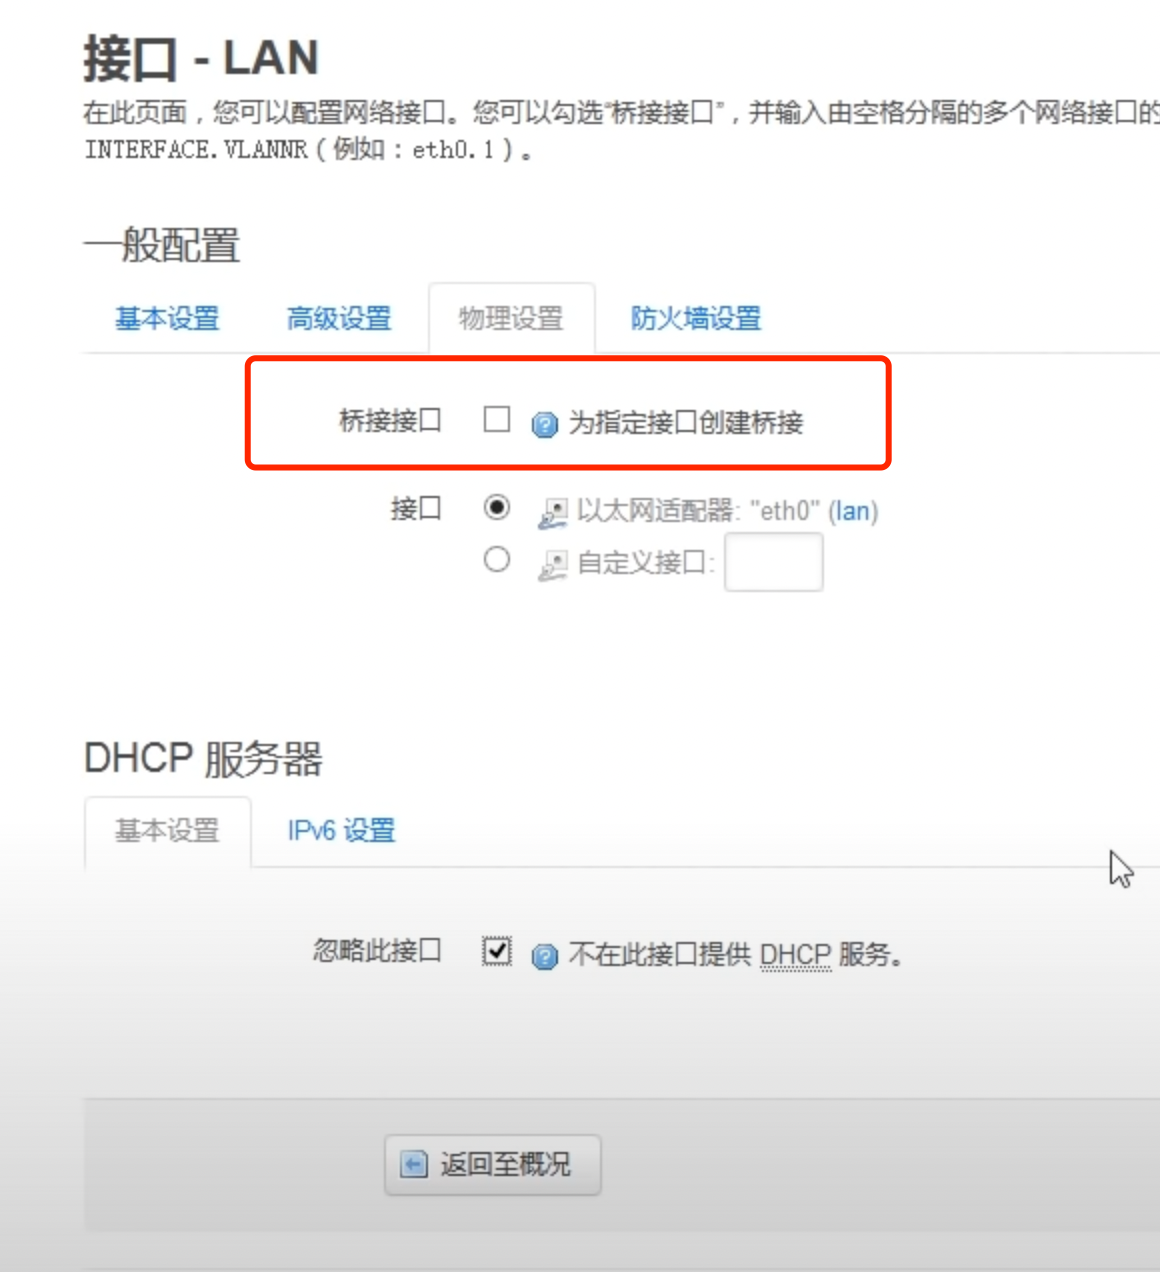 接口 - LAN
在此页面，您可以配置网络接口。您可以勾选“桥接接口”，并输入由空格分隔的多个网络接口的
INTERFACE.VLANNR（例如：eth0.1）。
一般配置
基本设置 高级设置 物理设置 防火墙设置
桥接接口 为指定接口创建桥接
接口 以太网适配器: "eth0" (lan)
自定义接口:
DHCP 服务器
基本设置 IPv6 设置
忽略此接口 不在此接口提供 DHCP 服务。
返回至概况